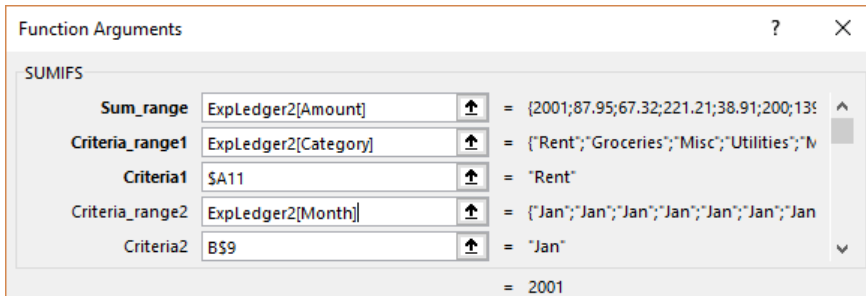 Function Arguments ? ×
SUMIFS
Sum_range ExpLedger2[Amount] = {2001;87.95;67.32;221.21;38.91;200;139
Criteria_range1 ExpLedger2[Category] = {"Rent";"Groceries";"Misc";"Utilities";"M
Criteria1 $A11 = "Rent"
Criteria_range2 ExpLedger2[Month] = {"Jan";"Jan";"Jan";"Jan";"Jan";"Jan";"Jan
Criteria2 B$9 = "Jan"
= 2001